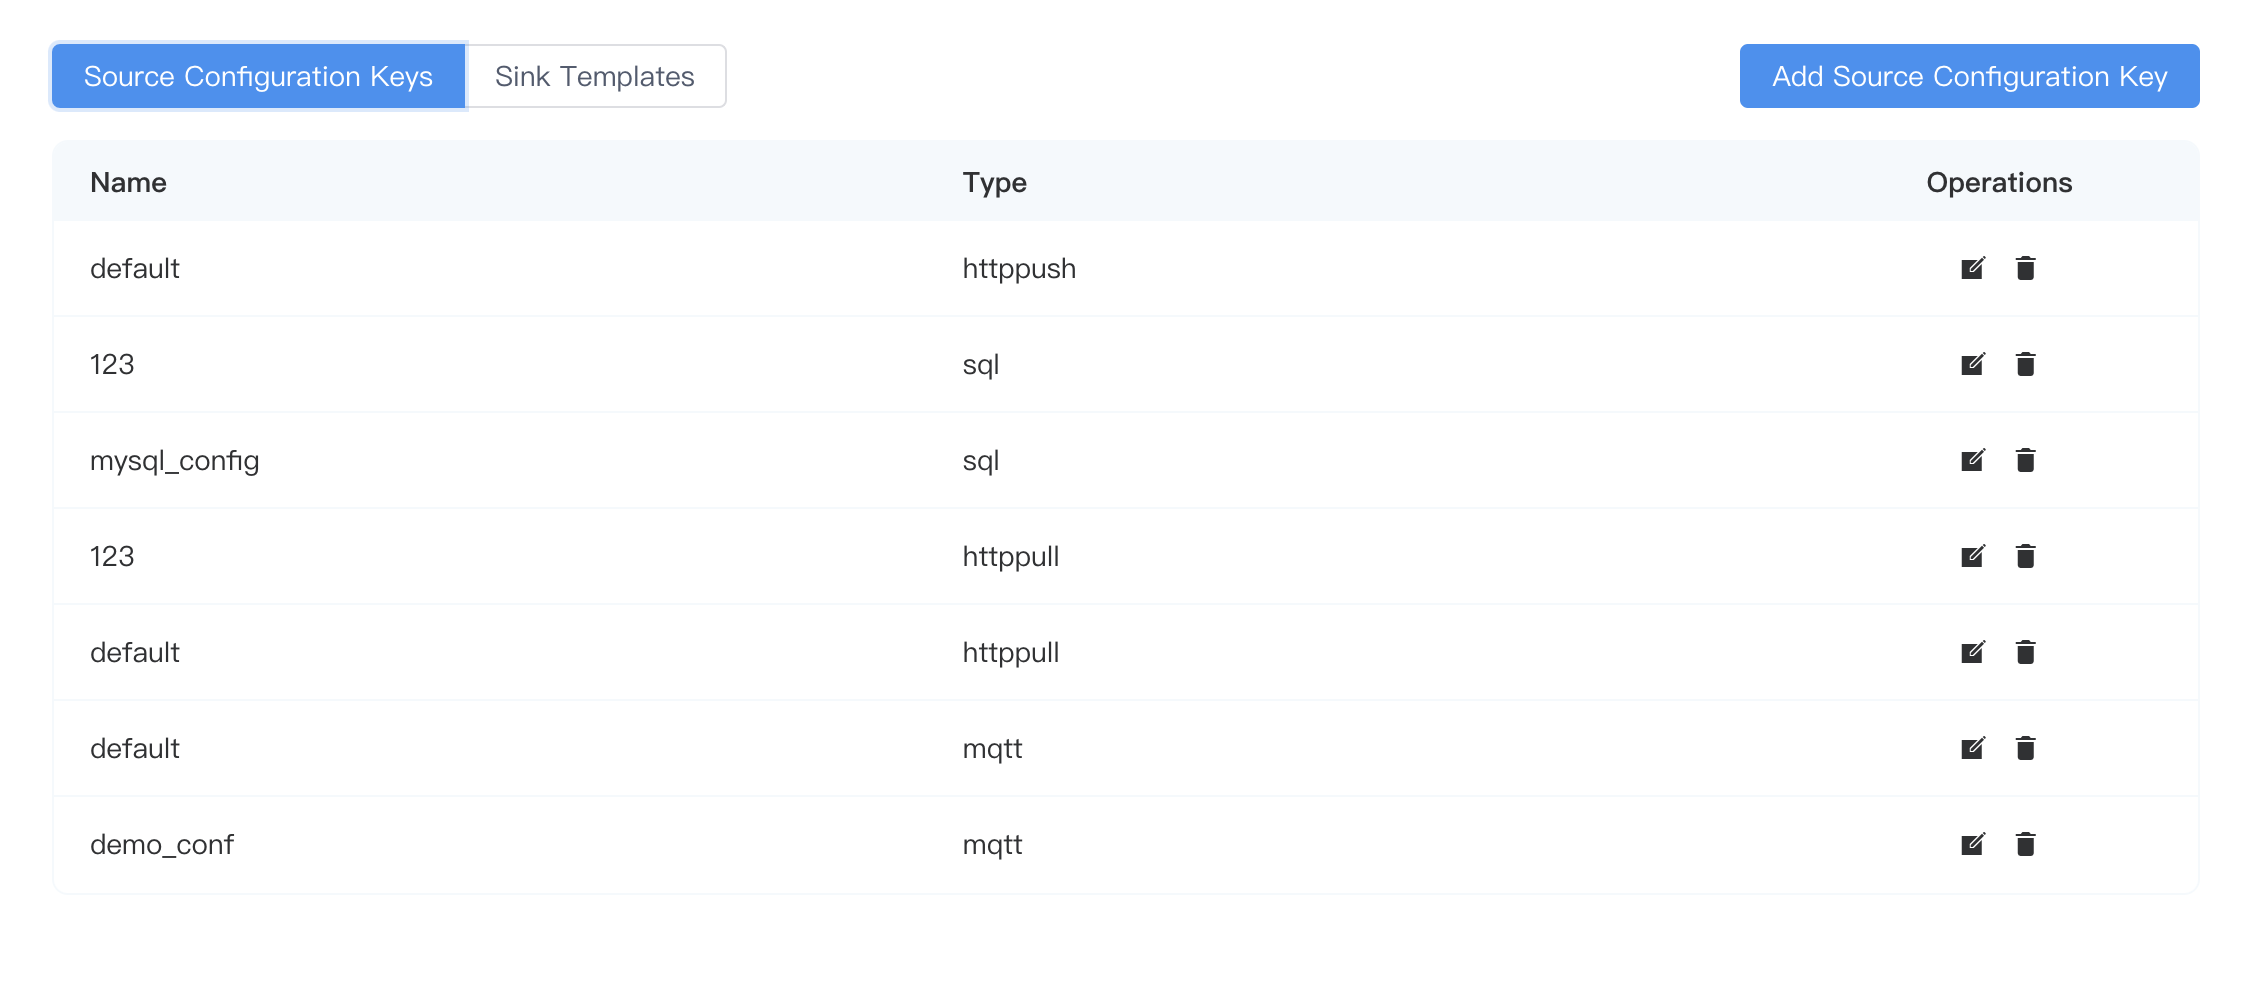 Source Configuration Keys Sink Templates Add Source Configuration Key
Name Type Operations
default httppush
123 sql
mysql_config sql
123 httppull
default httppull
default mqtt
demo_conf mqtt